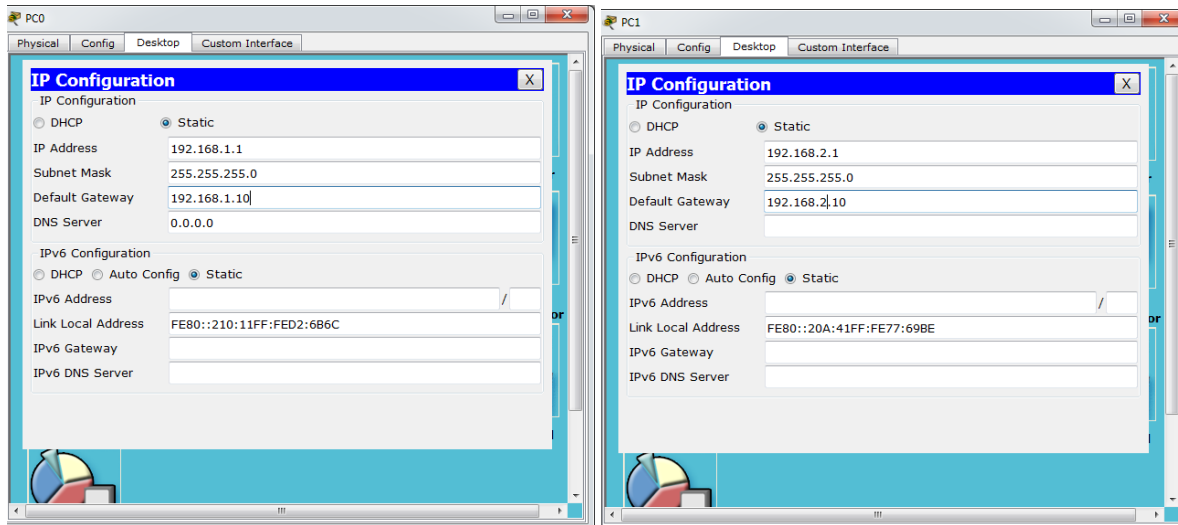 PC0
Physical Config Desktop Custom Interface
IP Configuration X
IP Configuration
DHCP Static
IP Address 192.168.1.1
Subnet Mask 255.255.255.0
Default Gateway 192.168.1.10
DNS Server 0.0.0.0
IPv6 Configuration
DHCP Auto Config Static
IPv6 Address /
Link Local Address FE80::210:11FF:FED2:6B6C
IPv6 Gateway
IPv6 DNS Server
or
PC1
Physical Config Desktop Custom Interface
IP Configuration X
IP Configuration
DHCP Static
IP Address 192.168.2.1
Subnet Mask 255.255.255.0
Default Gateway 192.168.2.10
DNS Server
IPv6 Configuration
DHCP Auto Config Static
IPv6 Address /
Link Local Address FE80::20A:41FF:FE77:69BE
IPv6 Gateway
IPv6 DNS Server
or